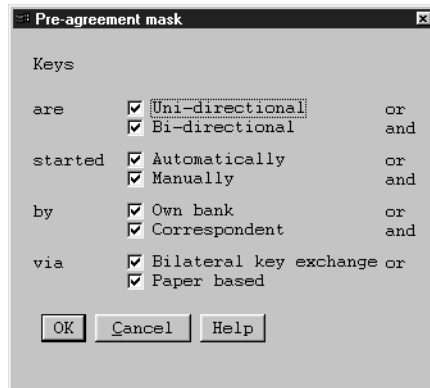 Pre-agreement mask
Keys
are Uni-directional or
Bi-directional and
started Automatically or
Manually and
by Own bank or
Correspondent and
via Bilateral key exchange or
Paper based
OK Cancel Help